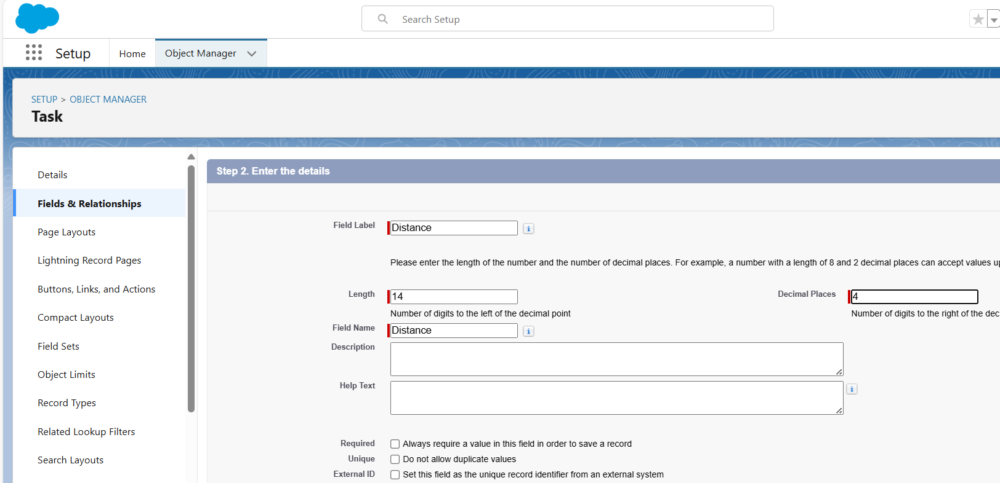 Search Setup
Setup
Home
Object Manager
SETUP > OBJECT MANAGER
Task
Details
Fields & Relationships
Page Layouts
Lightning Record Pages
Buttons, Links, and Actions
Compact Layouts
Field Sets
Object Limits
Record Types
Related Lookup Filters
Search Layouts
Step 2. Enter the details
Field Label Distance
Please enter the length of the number and the number of decimal places. For example, a number with a length of 8 and 2 decimal places can accept values
Length 14
Decimal Places 4
Number of digits to the left of the decimal point
Number of digits to the right of the
Field Name Distance
Description
Help Text
Required Always require a value in this field in order to save a record
Unique Do not allow duplicate values
External ID Set this field as the unique record identifier from an external system